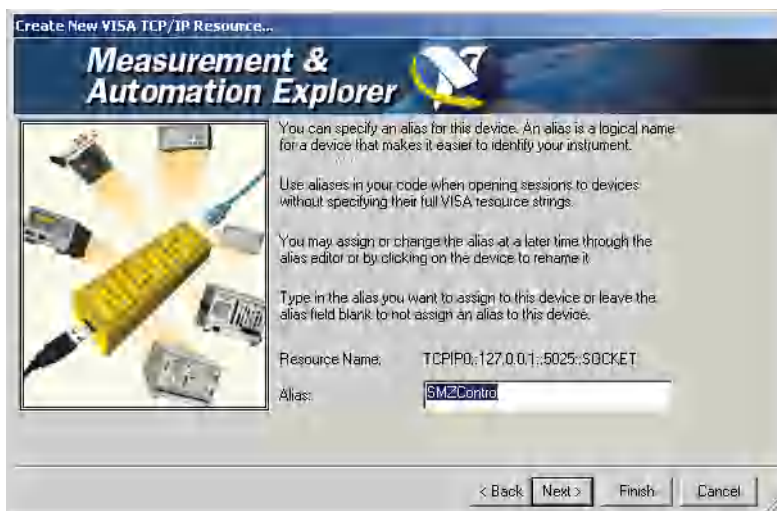 Create New VISA TCP/IP Resource...
Measurement &
Automation Explorer
You can specify an alias for this device. An alias is a logical name
for a device that makes it easier to identify your instrument.
Use aliases in your code when opening sessions to devices
without specifying their full VISA resource strings.
You may assign or change the alias at a later time through the
alias editor or by clicking on the device to rename it
Type in the alias you want to assign to this device or leave the
alias field blank to not assign an alias to this device.
Resource Name: TCPIP0::127.0.0.1::5025::SOCKET
Alias: SMZControl
< Back Next > Finish Cancel